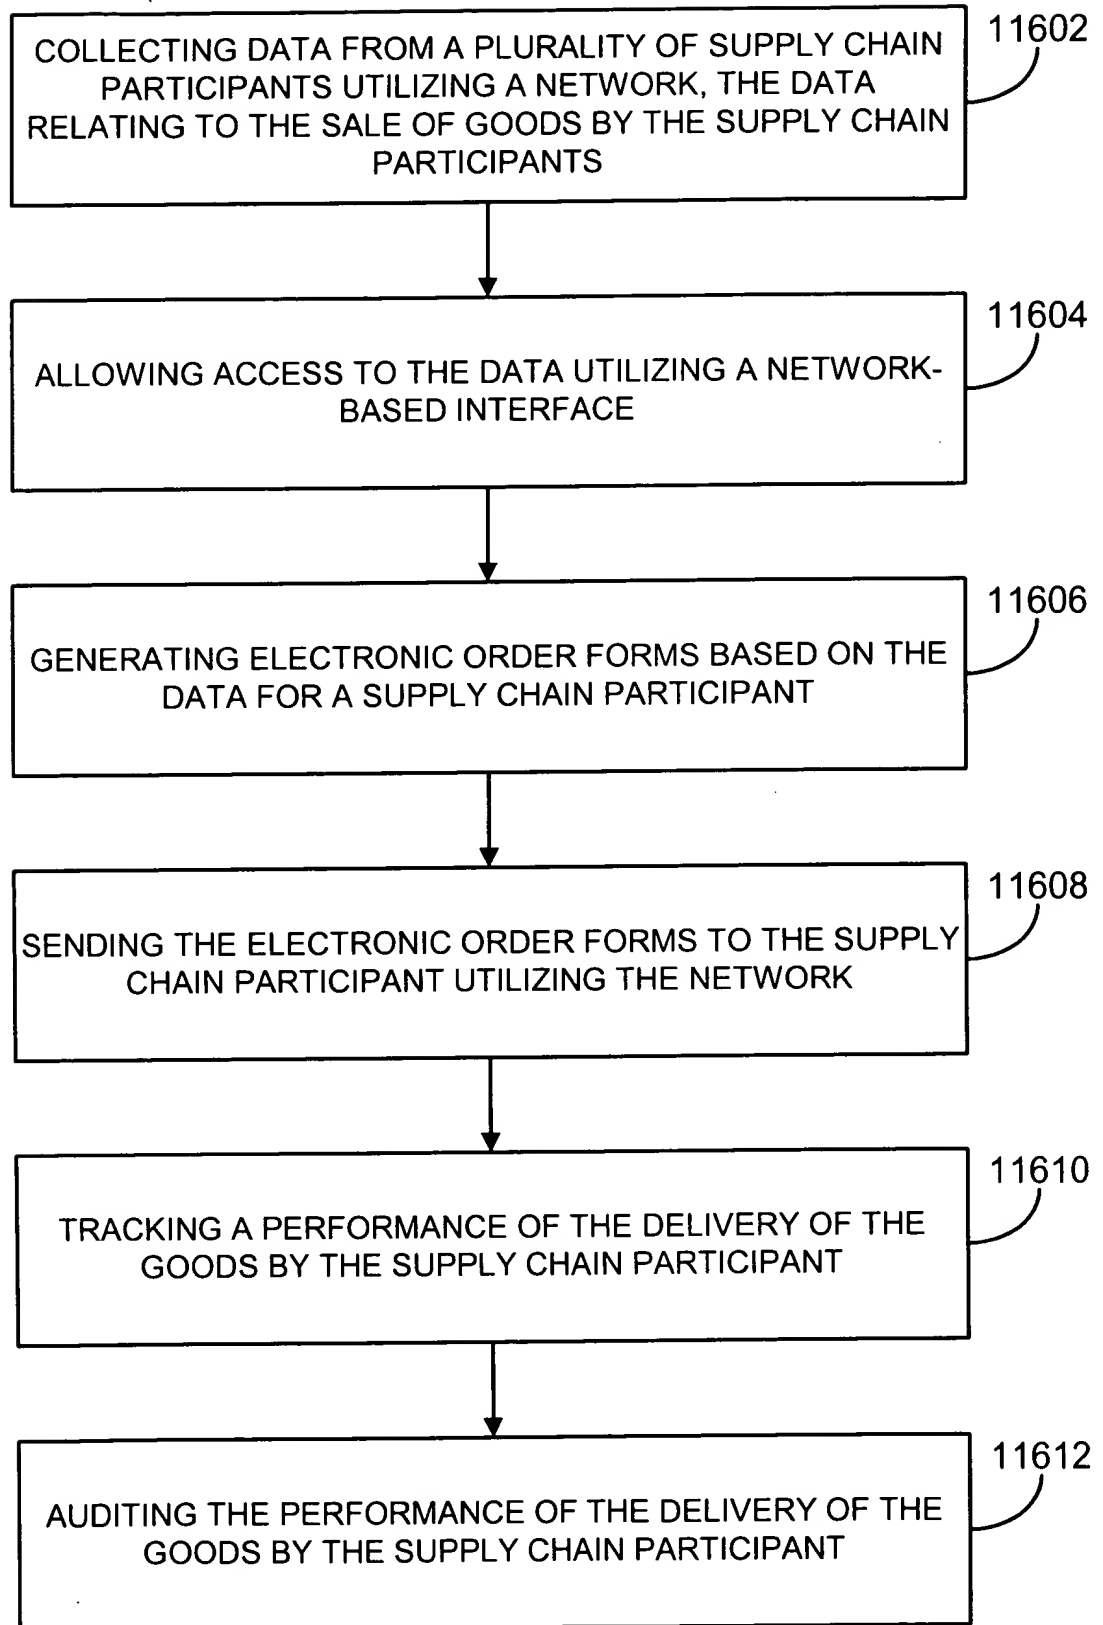 COLLECTING DATA FROM A PLURALITY OF SUPPLY CHAIN
PARTICIPANTS UTILIZING A NETWORK, THE DATA
RELATING TO THE SALE OF GOODS BY THE SUPPLY CHAIN
PARTICIPANTS
11602
ALLOWING ACCESS TO THE DATA UTILIZING A NETWORK-
BASED INTERFACE
11604
GENERATING ELECTRONIC ORDER FORMS BASED ON THE
DATA FOR A SUPPLY CHAIN PARTICIPANT
11606
SENDING THE ELECTRONIC ORDER FORMS TO THE SUPPLY
CHAIN PARTICIPANT UTILIZING THE NETWORK
11608
TRACKING A PERFORMANCE OF THE DELIVERY OF THE
GOODS BY THE SUPPLY CHAIN PARTICIPANT
11610
AUDITING THE PERFORMANCE OF THE DELIVERY OF THE
GOODS BY THE SUPPLY CHAIN PARTICIPANT
11612